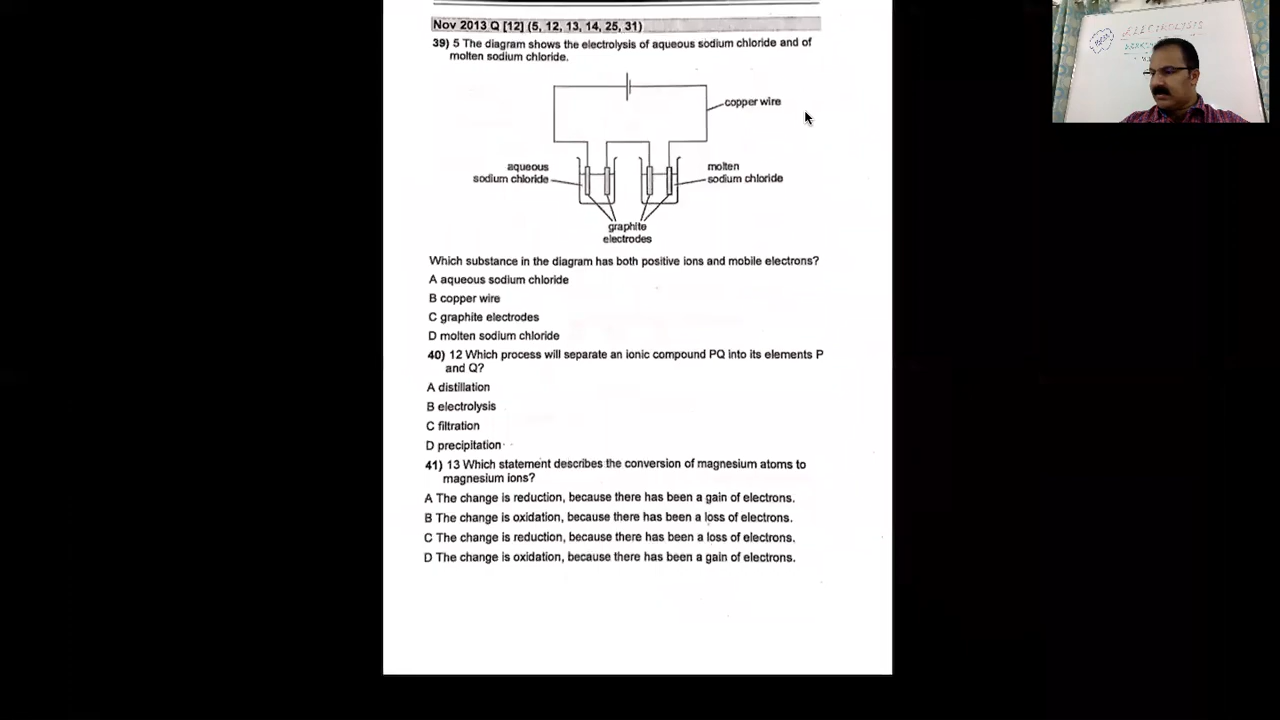 Nov 2013 Q [12] (5, 12, 13, 14, 25, 31)
39) 5 The diagram shows the electrolysis of aqueous sodium chloride and of
molten sodium chloride.
copper wire
aqueous
sodium chloride
molten
sodium chloride
graphite
electrodes
Which substance in the diagram has both positive ions and mobile electrons?
A aqueous sodium chloride
B copper wire
C graphite electrodes
D molten sodium chloride
40) 12 Which process will separate an ionic compound PQ into its elements P
and Q?
A distillation
B electrolysis
C filtration
D precipitation
41) 13 Which statement describes the conversion of magnesium atoms to
magnesium ions?
A The change is reduction, because there has been a gain of electrons.
B The change is oxidation, because there has been a loss of electrons.
C The change is reduction, because there has been a loss of electrons.
D The change is oxidation, because there has been a gain of electrons.
ELECTROLYSIS